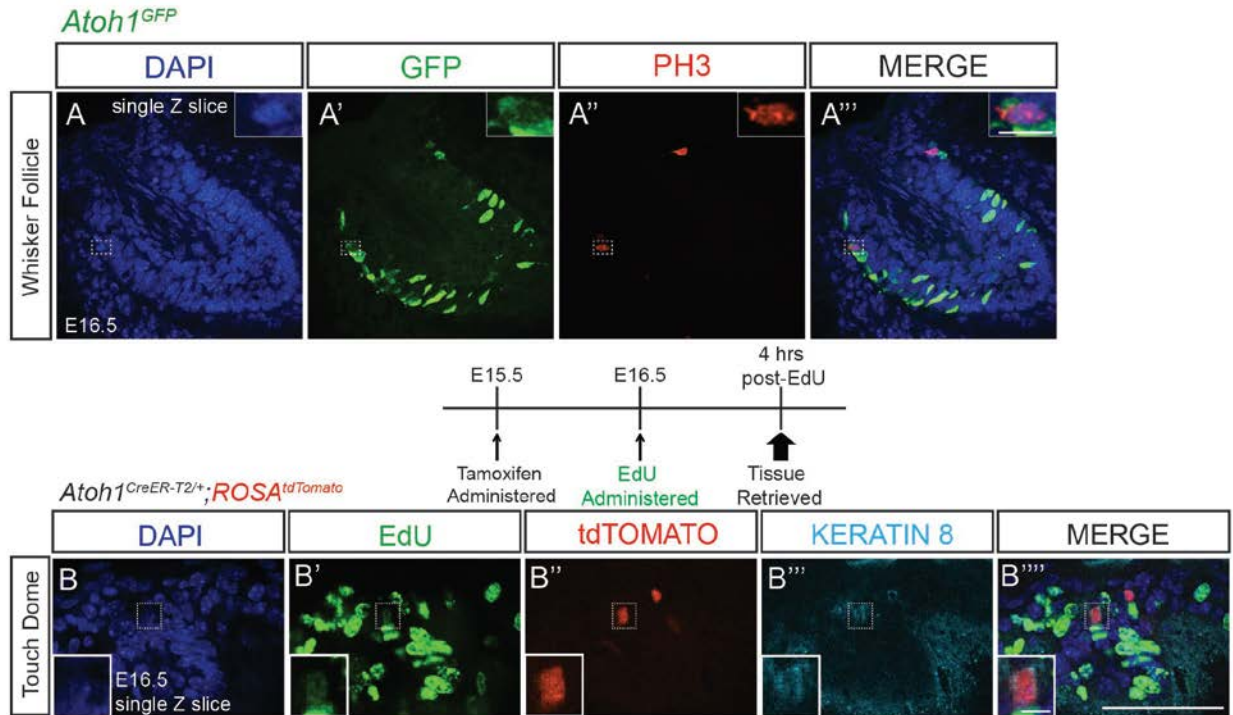 Atoh1GFP
DAPI GFP PH3 MERGE
Whisker Follicle
A single Z slice A' A'' A'''
E16.5
E15.5 E16.5 4 hrs
post-EdU
Tamoxifen
Administered
EdU
Administered
Tissue
Retrieved
Atoh1CreER-T2/+;ROSAtdTomato
DAPI EdU tdTOMATO KERATIN 8 MERGE
Touch Dome
B B' B'' B''' B''''
E16.5
single Z slice